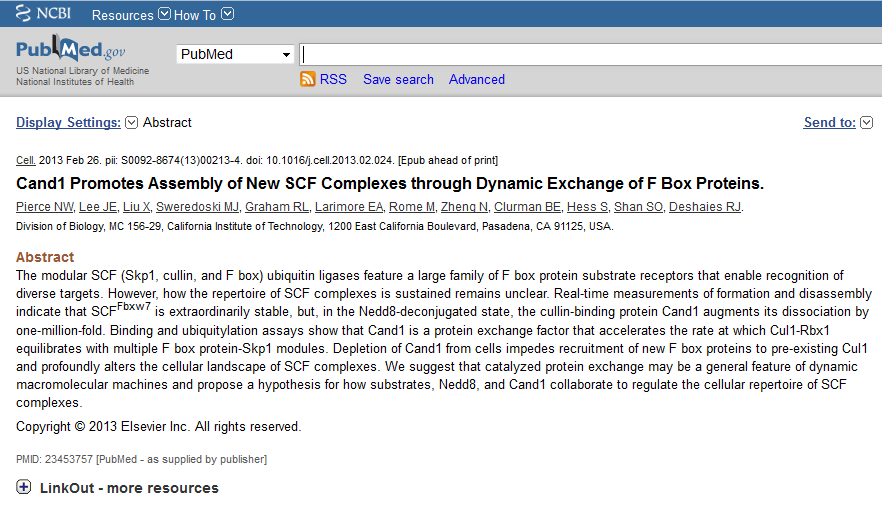 NCBI Resources How To
PubMed.gov
US National Library of Medicine
National Institutes of Health
PubMed
RSS Save search Advanced
Display Settings: Abstract Send to:
Cell. 2013 Feb 26. pii: S0092-8674(13)00213-4. doi: 10.1016/j.cell.2013.02.024. [Epub ahead of print]
Cand1 Promotes Assembly of New SCF Complexes through Dynamic Exchange of F Box Proteins.
Pierce NW, Lee JE, Liu X, Sweredoski MJ, Graham RL, Larimore EA, Rome M, Zheng N, Clurman BE, Hess S, Shan SO, Deshaies RJ.
Division of Biology, MC 156-29, California Institute of Technology, 1200 East California Boulevard, Pasadena, CA 91125, USA.
Abstract
The modular SCF (Skp1, cullin, and F box) ubiquitin ligases feature a large family of F box protein substrate receptors that enable recognition of
diverse targets. However, how the repertoire of SCF complexes is sustained remains unclear. Real-time measurements of formation and disassembly
indicate that SCF^Fbxw7 is extraordinarily stable, but, in the Nedd8-deconjugated state, the cullin-binding protein Cand1 augments its dissociation by
one-million-fold. Binding and ubiquitylation assays show that Cand1 is a protein exchange factor that accelerates the rate at which Cul1-Rbx1
equilibrates with multiple F box protein-Skp1 modules. Depletion of Cand1 from cells impedes recruitment of new F box proteins to pre-existing Cul1
and profoundly alters the cellular landscape of SCF complexes. We suggest that catalyzed protein exchange may be a general feature of dynamic
macromolecular machines and propose a hypothesis for how substrates, Nedd8, and Cand1 collaborate to regulate the cellular repertoire of SCF
complexes.
Copyright © 2013 Elsevier Inc. All rights reserved.
PMID: 23453757 [PubMed - as supplied by publisher]
LinkOut - more resources